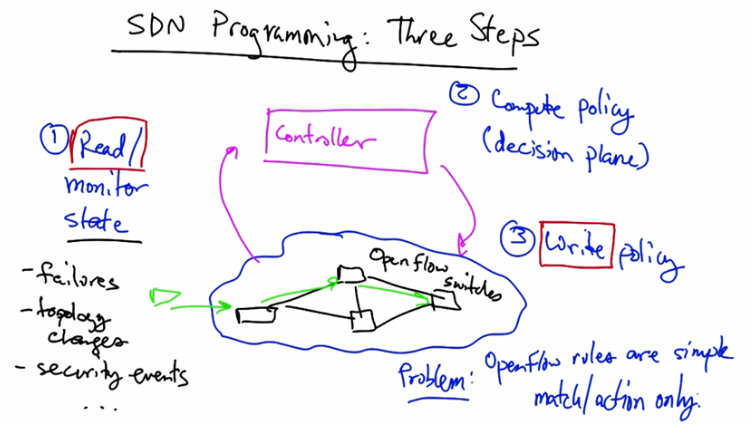 SDN Programming: Three Steps
① Read/
monitor
state
- failures
- topology
changes
- security events
...
Controller
② Compute policy
(decision plane)
③ Write policy
Openflow
switches
Problem: Openflow rules are simple
match/action only.